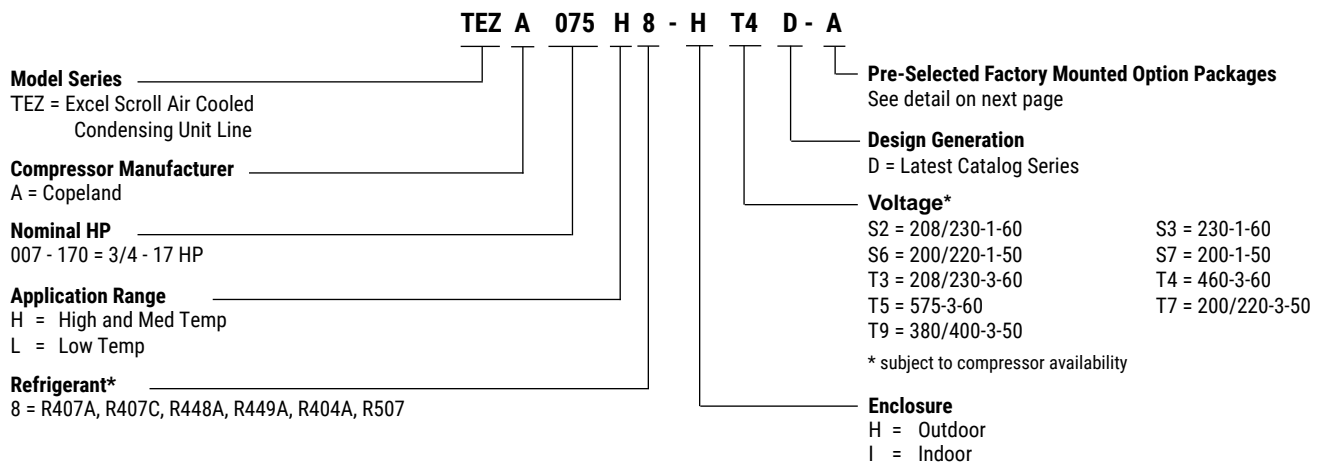 TEZ A 075 H 8 - H T4 D - A
Model Series
TEZ = Excel Scroll Air Cooled
Condensing Unit Line
Compressor Manufacturer
A = Copeland
Nominal HP
007 - 170 = 3/4 - 17 HP
Application Range
H = High and Med Temp
L = Low Temp
Refrigerant*
8 = R407A, R407C, R448A, R449A, R404A, R507
Pre-Selected Factory Mounted Option Packages
See detail on next page
Design Generation
D = Latest Catalog Series
Voltage*
S2 = 208/230-1-60 S3 = 230-1-60
S6 = 200/220-1-50 S7 = 200-1-50
T3 = 208/230-3-60 T4 = 460-3-60
T5 = 575-3-60 T7 = 200/220-3-50
T9 = 380/400-3-50
* subject to compressor availability
Enclosure
H = Outdoor
I = Indoor